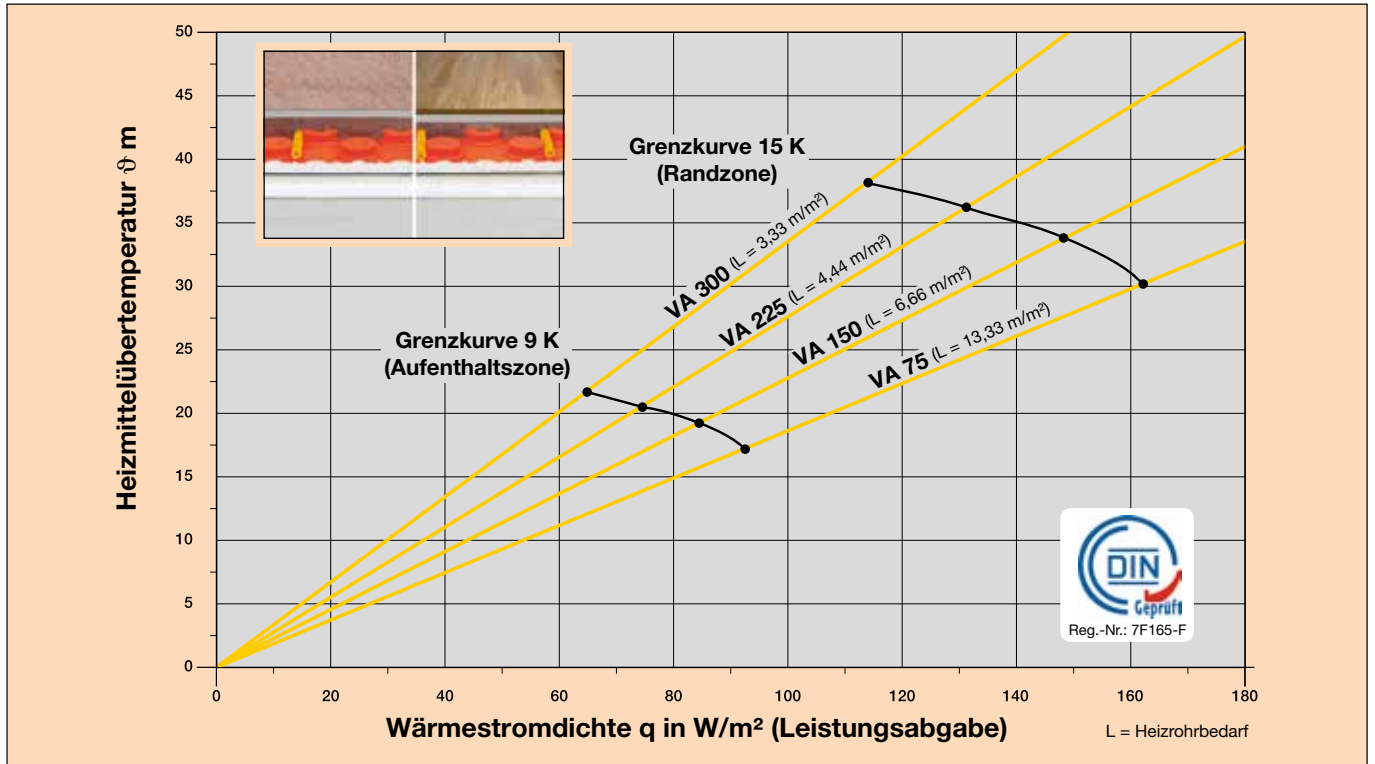 50
45
40
35
30
25
20
15
10
5
0
Heizmittelübertemperatur ϑ m
Grenzkurve 15 K
(Randzone)
Grenzkurve 9 K
(Aufenthaltszone)
VA 300 (L = 3,33 m/m²)
VA 225 (L = 4,44 m/m²)
VA 150 (L = 6,66 m/m²)
VA 75 (L = 13,33 m/m²)
DIN
Geprüft
Reg.-Nr.: 7F165-F
0 20 40 60 80 100 120 140 160 180
Wärmestromdichte q in W/m² (Leistungsabgabe)
L = Heizrohrbedarf